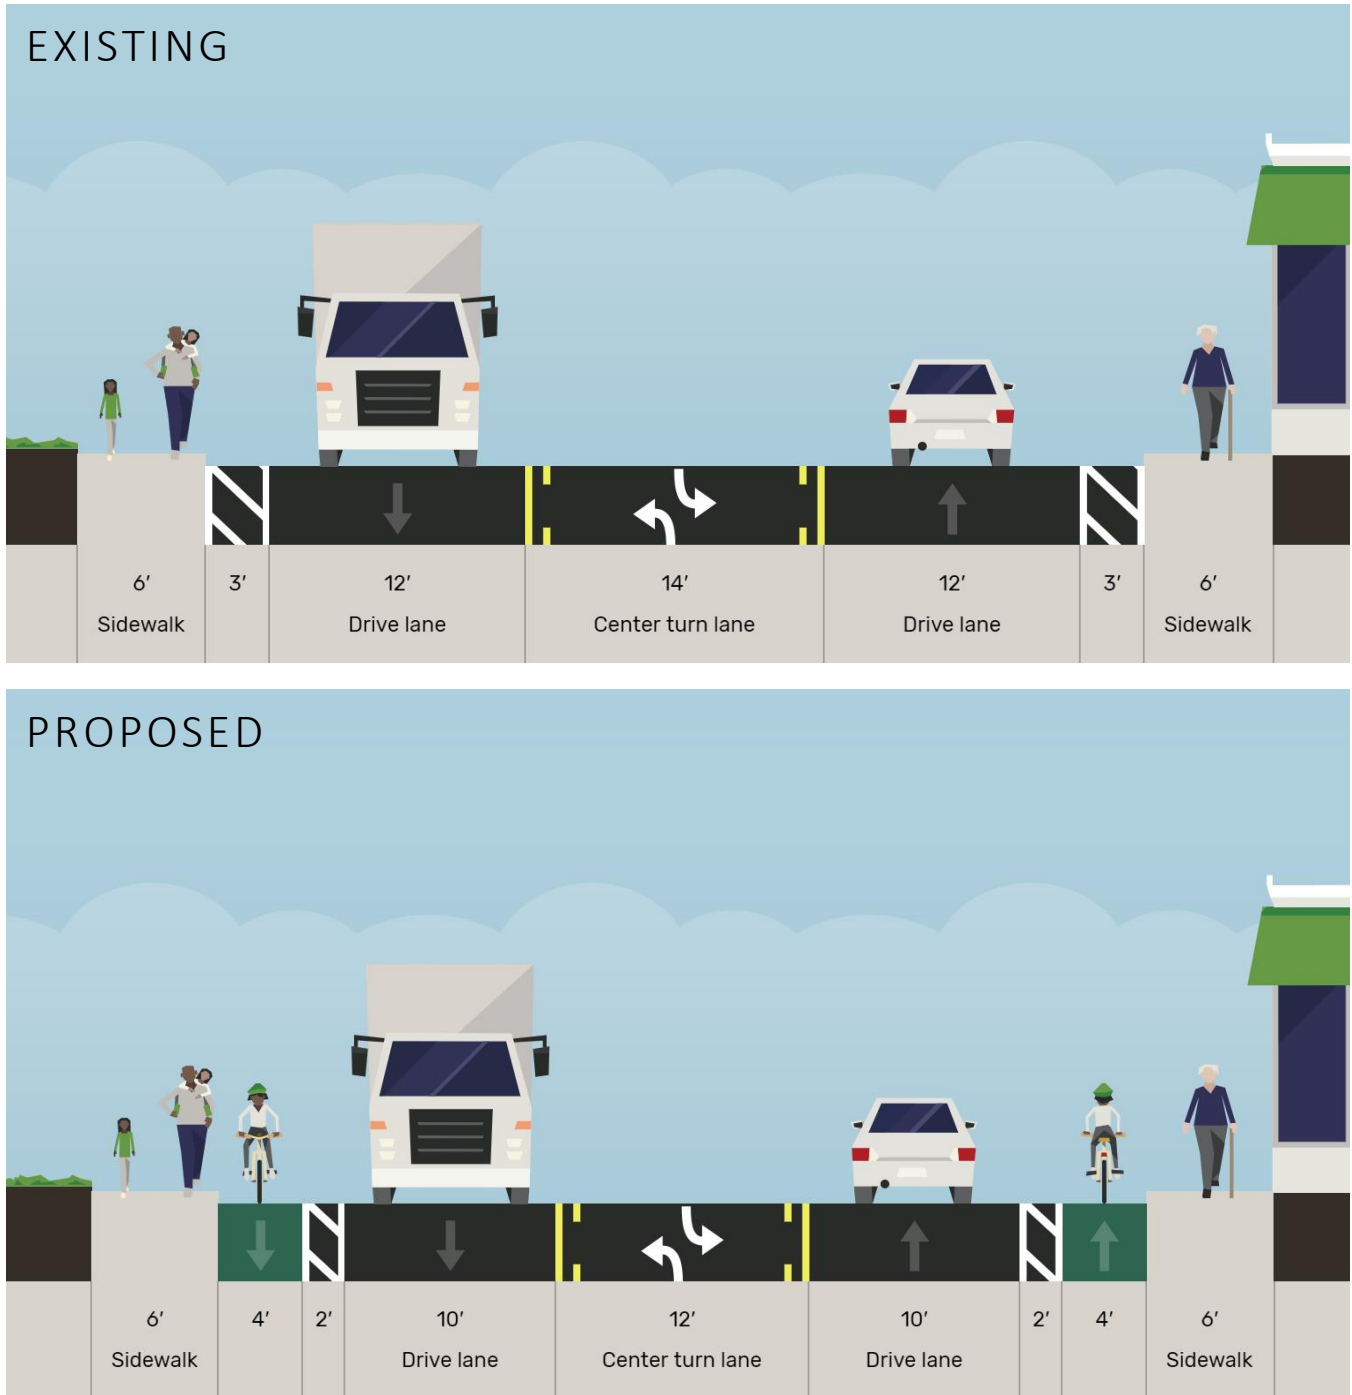 EXISTING
6′ 3′ 12′ 14′ 12′ 3′ 6′
Sidewalk Drive lane Center turn lane Drive lane Sidewalk
PROPOSED
6′ 4′ 2′ 10′ 12′ 10′ 2′ 4′ 6′
Sidewalk Drive lane Center turn lane Drive lane Sidewalk